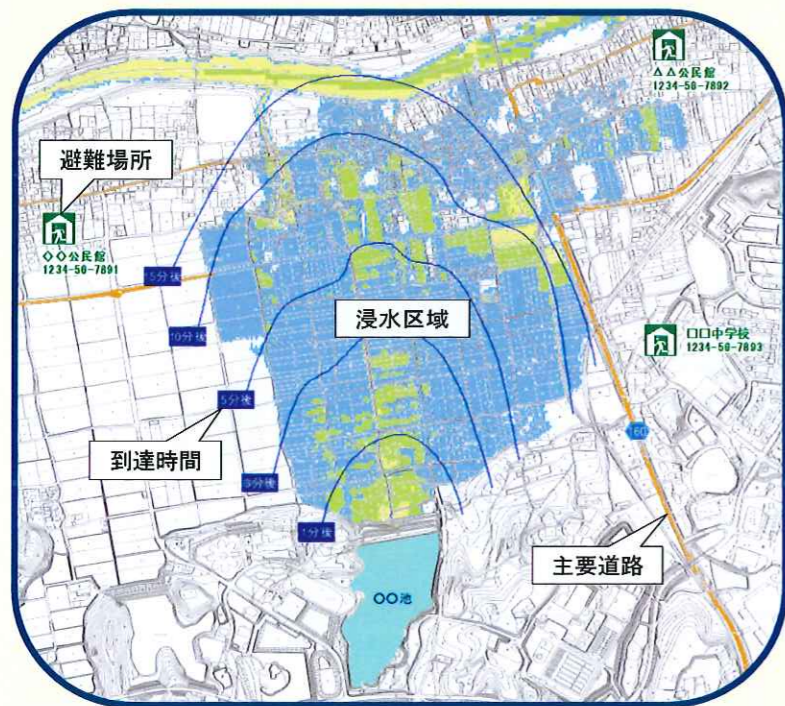 △△公民館
1234-50-7892
避難場所
◇◇公民館
1234-50-7891
15分後
浸水区域
10分後
□□中学校
1234-50-7893
5分後
到達時間
160
3分後
1分後
主要道路
○○池